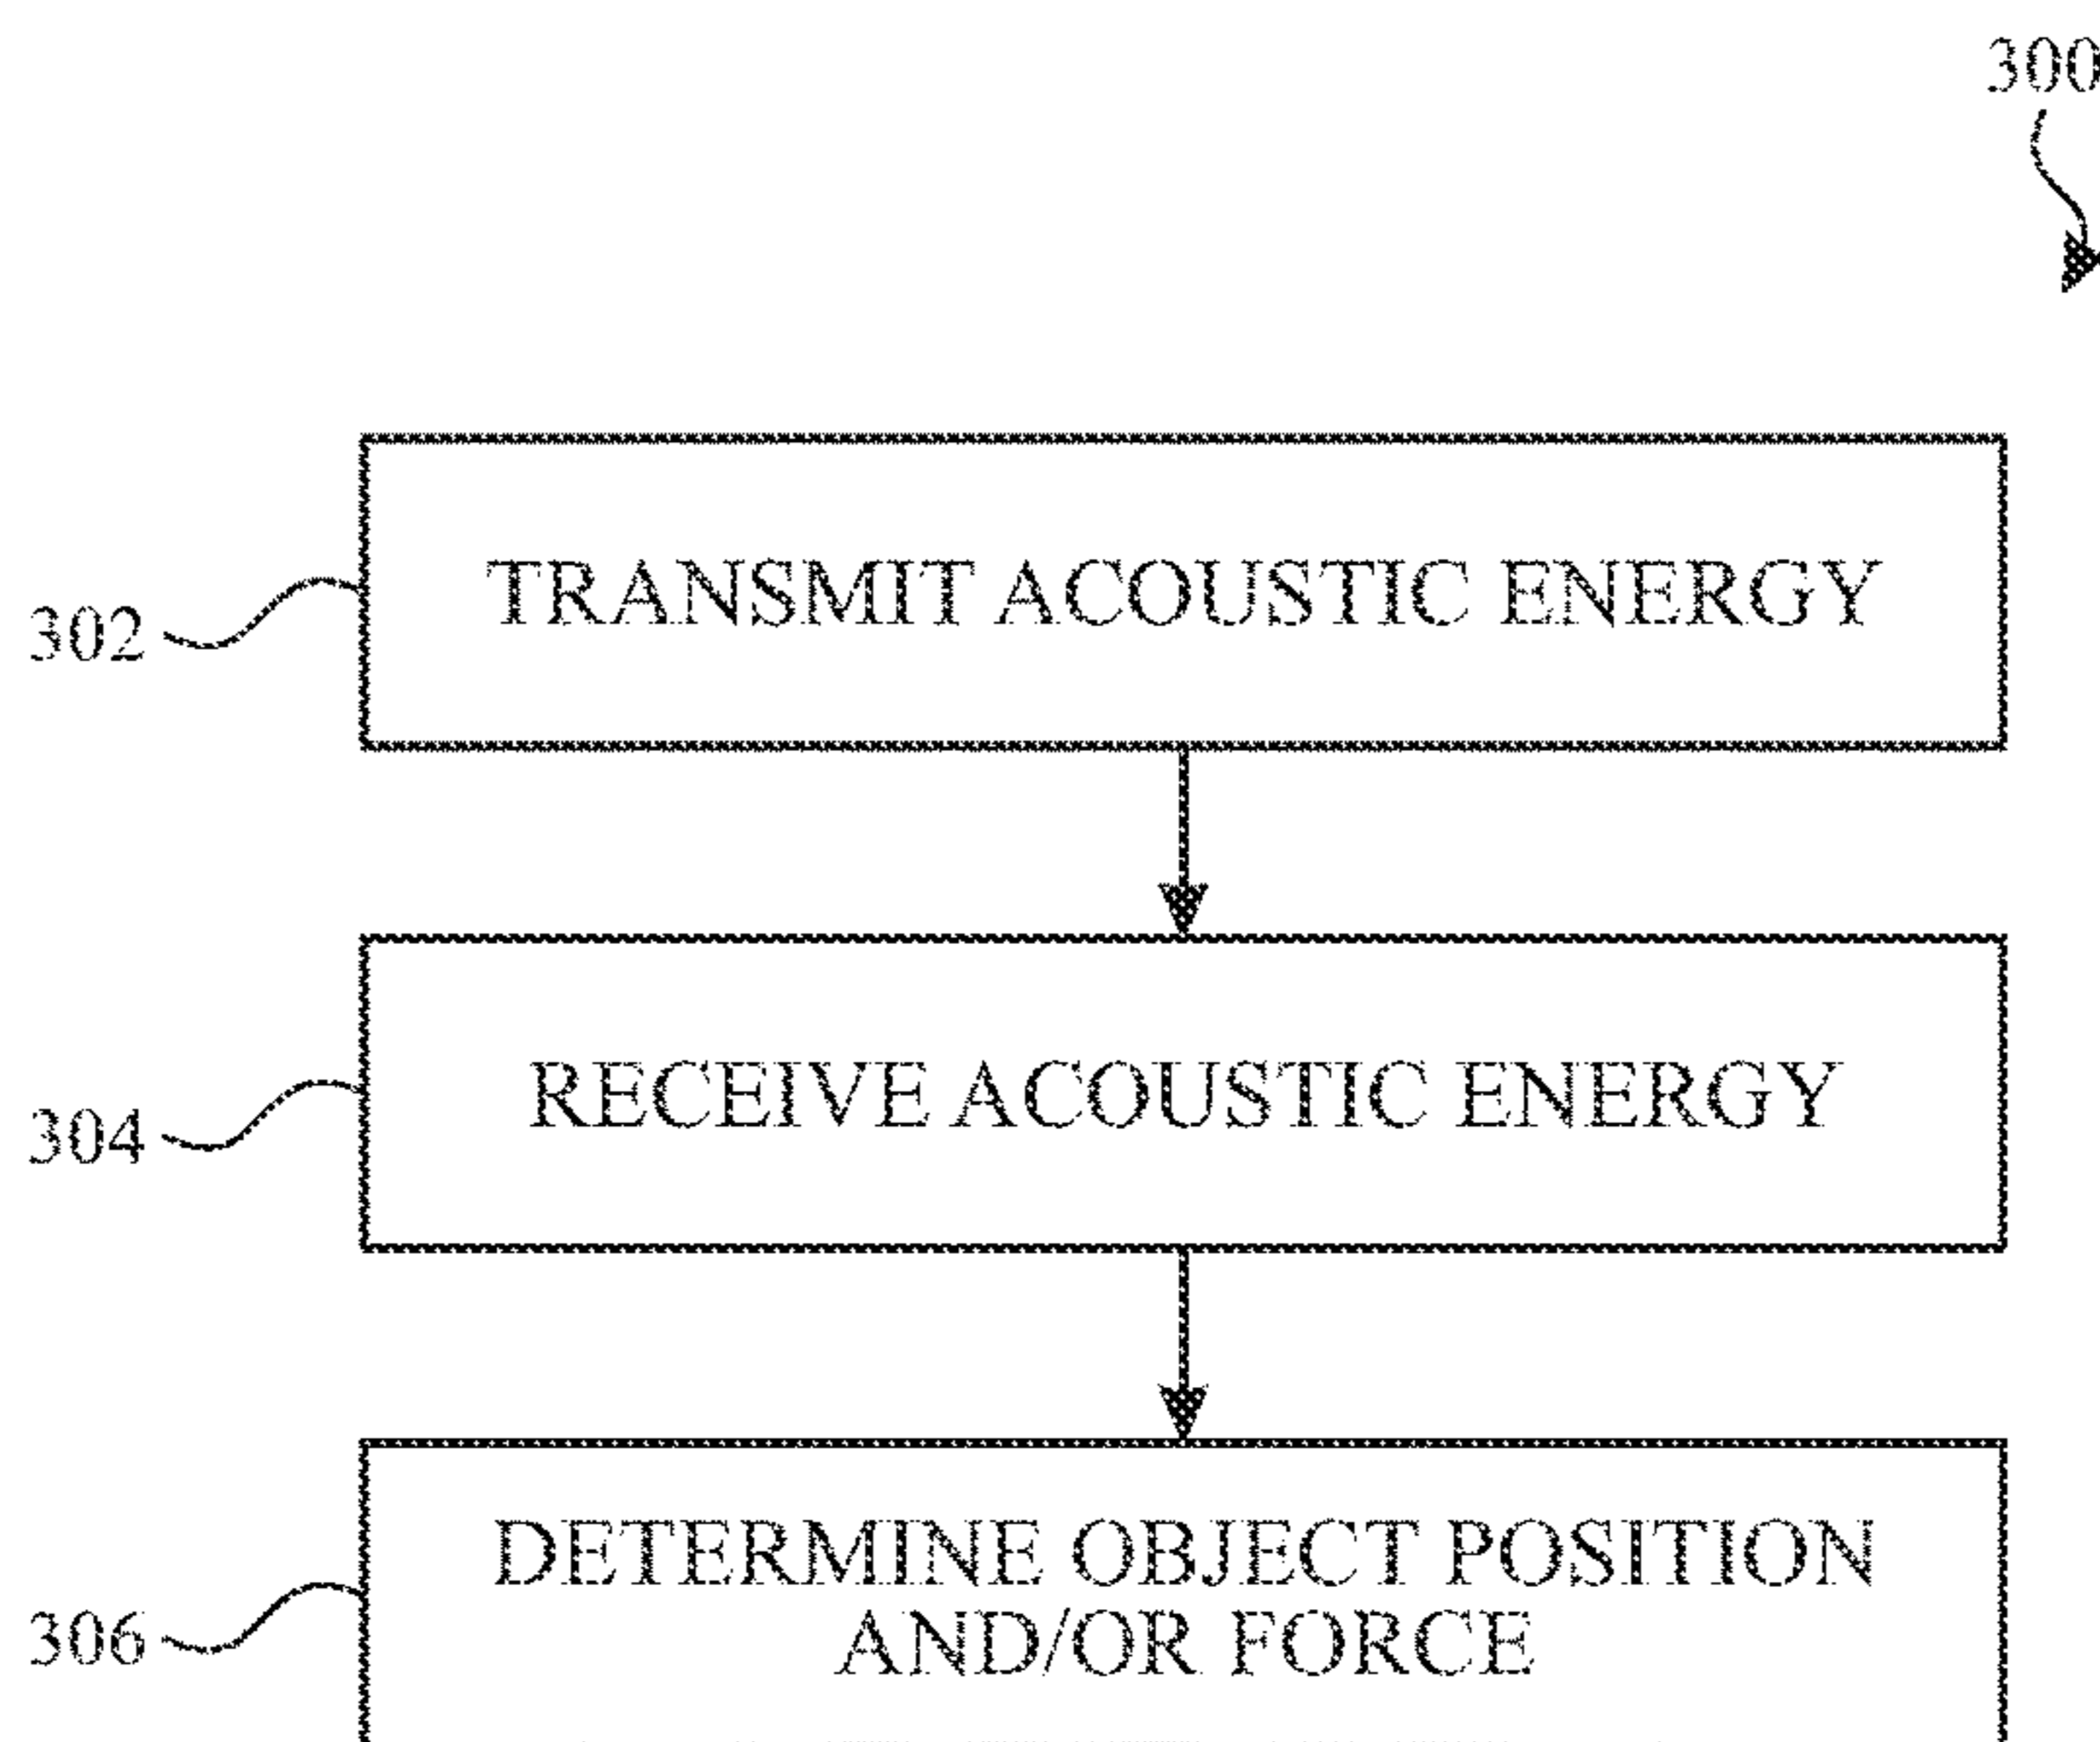 300
TRANSMIT ACOUSTIC ENERGY
302
RECEIVE ACOUSTIC ENERGY
304
DETERMINE OBJECT POSITION
AND/OR FORCE
306